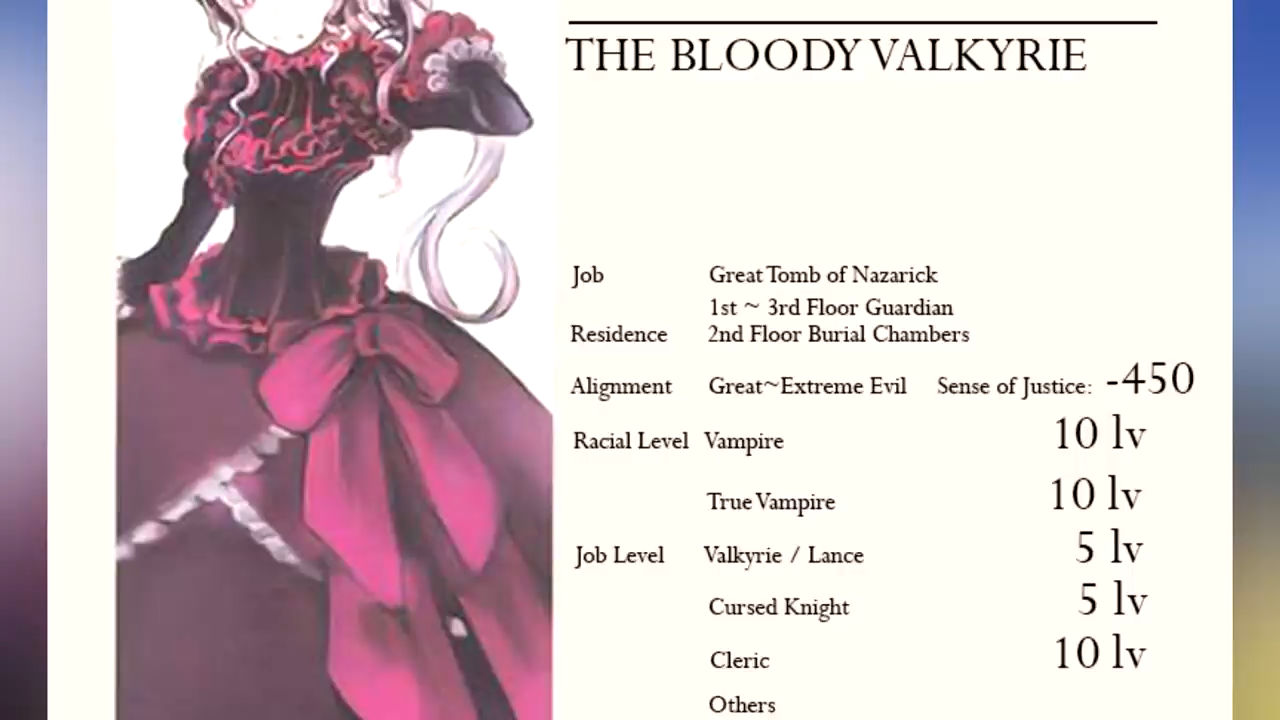 THE BLOODY VALKYRIE
Job Great Tomb of Nazarick
1st ~ 3rd Floor Guardian
Residence 2nd Floor Burial Chambers
Alignment Great~Extreme Evil Sense of Justice: -450
Racial Level Vampire 10 lv
True Vampire 10 lv
Job Level Valkyrie / Lance 5 lv
Cursed Knight 5 lv
Cleric 10 lv
Others